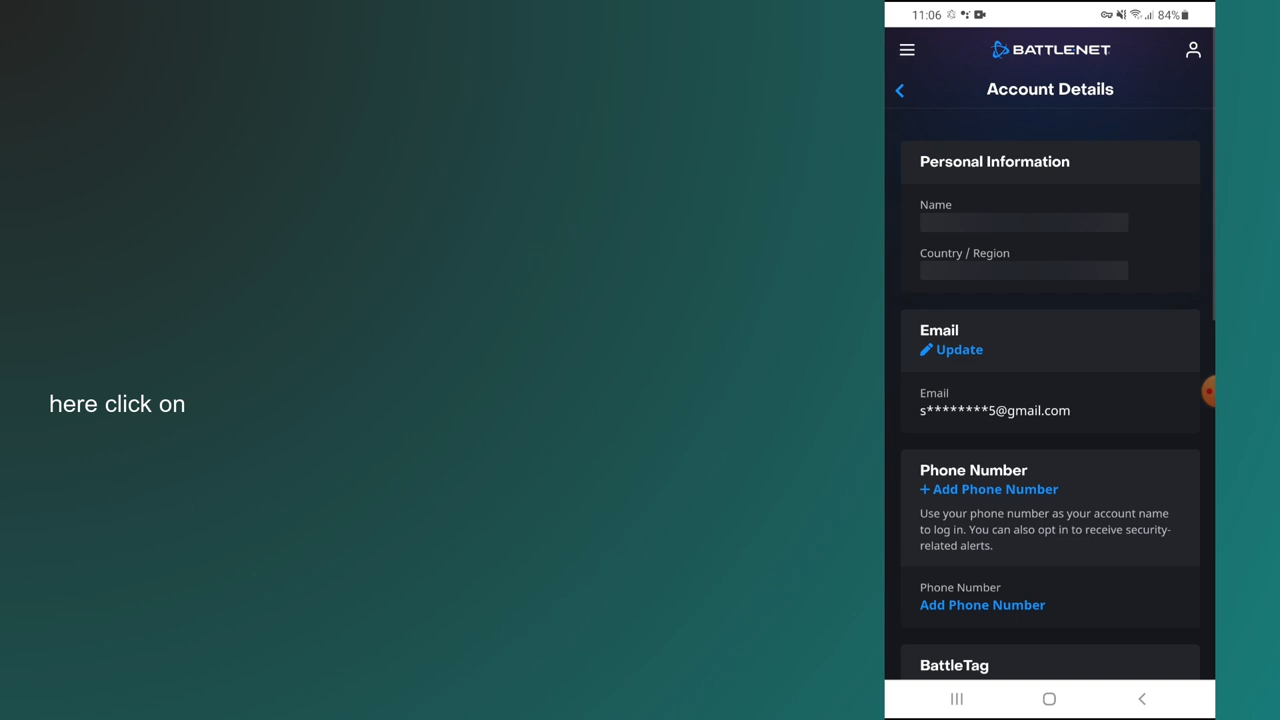 11:06
84%
BATTLENET
Account Details
Personal Information
Name
Country / Region
Email
Update
Email
s********5@gmail.com
here click on
Phone Number
+ Add Phone Number
Use your phone number as your account name
to log in. You can also opt in to receive security-
related alerts.
Phone Number
Add Phone Number
BattleTag